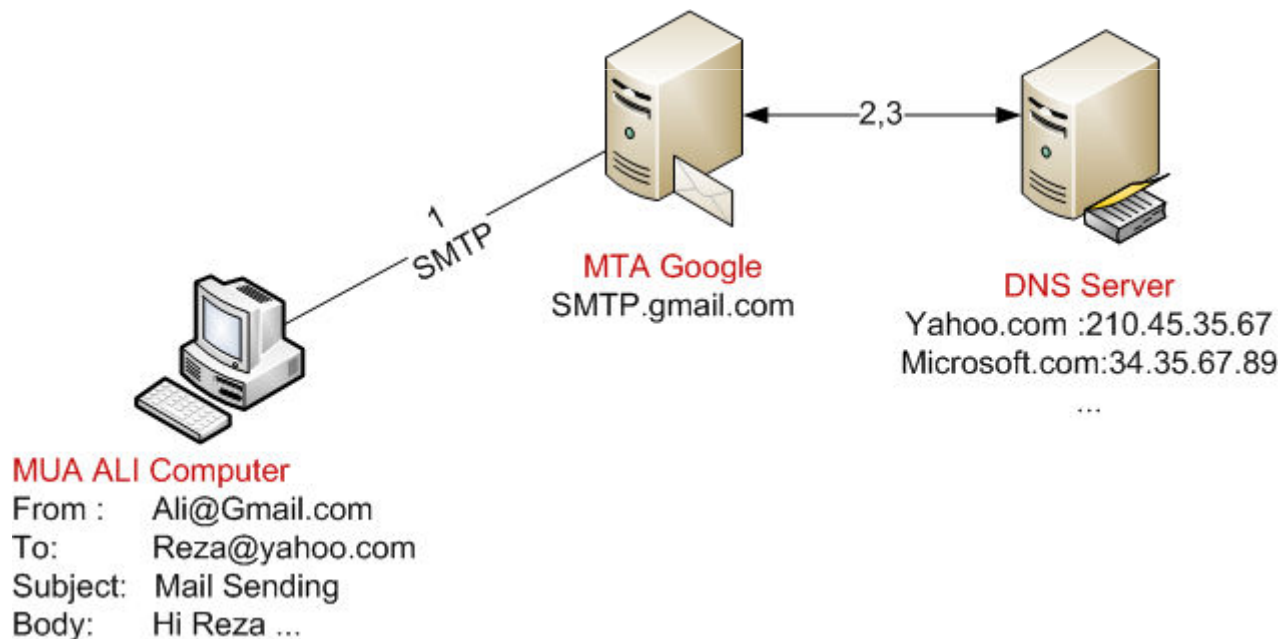 2,3
1
SMTP
MTA Google
SMTP.gmail.com
DNS Server
Yahoo.com :210.45.35.67
Microsoft.com:34.35.67.89
...
MUA ALI Computer
From : Ali@Gmail.com
To: Reza@yahoo.com
Subject: Mail Sending
Body: Hi Reza ...